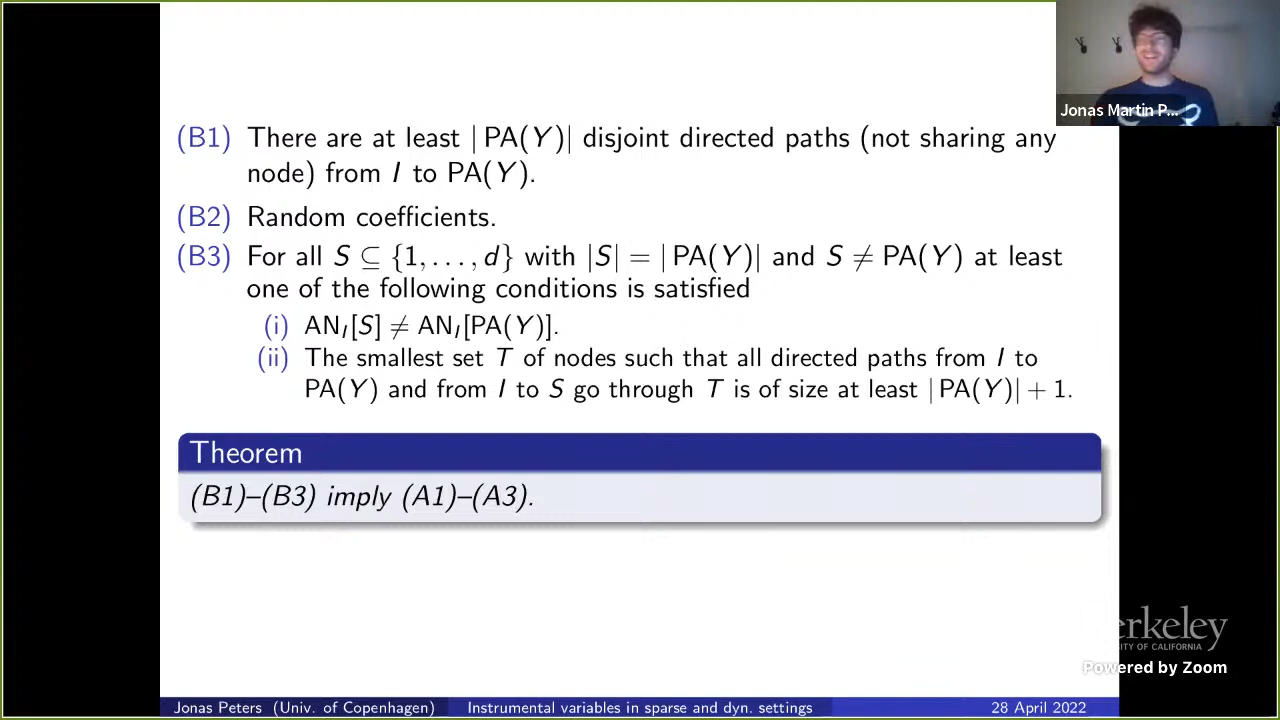 Jonas Martin P...
(B1) There are at least | PA(Y)| disjoint directed paths (not sharing any
node) from I to PA(Y).
(B2) Random coefficients.
(B3) For all S ⊆ {1, . . . , d} with |S| = | PA(Y)| and S ≠ PA(Y) at least
one of the following conditions is satisfied
(i) AN_I[S] ≠ AN_I[PA(Y)].
(ii) The smallest set T of nodes such that all directed paths from I to
PA(Y) and from I to S go through T is of size at least | PA(Y)| + 1.
Theorem
(B1)–(B3) imply (A1)–(A3).
Powered by Zoom
Jonas Peters (Univ. of Copenhagen) Instrumental variables in sparse and dyn. settings 28 April 2022